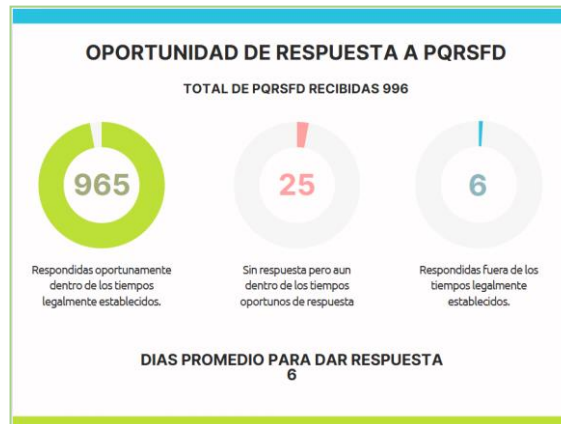 OPORTUNIDAD DE RESPUESTA A PQRSFD
TOTAL DE PQRSFD RECIBIDAS 996
965
25
6
Respondidas oportunamente
dentro de los tiempos
legalmente establecidos.
Sin respuesta pero aun
dentro de los tiempos
oportunos de respuesta
Respondidas fuera de los
tiempos legalmente
establecidos.
DIAS PROMEDIO PARA DAR RESPUESTA
6